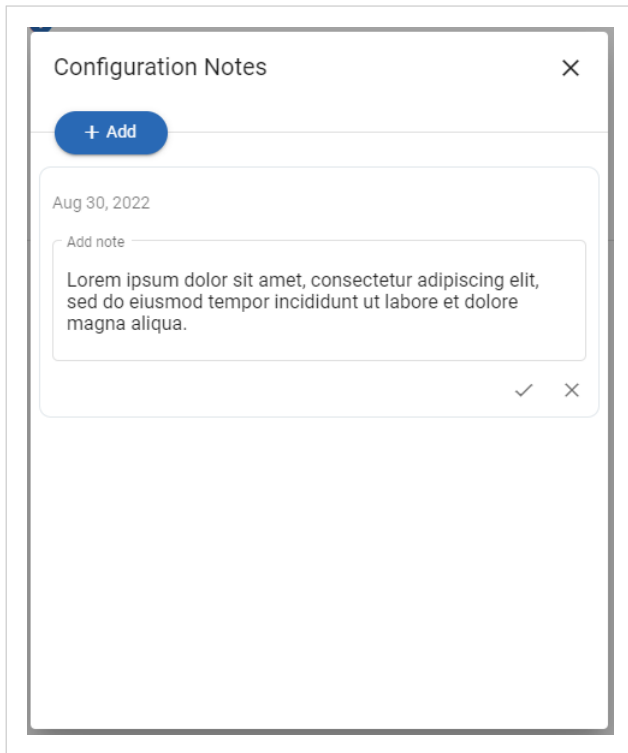 Configuration Notes
+ Add
Aug 30, 2022
Add note
Lorem ipsum dolor sit amet, consectetur adipiscing elit,
sed do eiusmod tempor incididunt ut labore et dolore
magna aliqua.